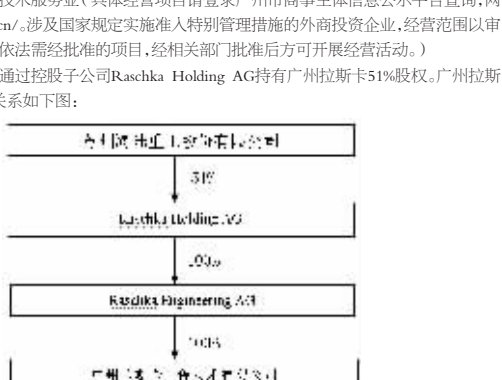 技术服务业（具体经营项目请登录广州市商事主体信息公示平台查询，网
cn/。涉及国家规定实施准入特别管理措施的外商投资企业，经营范围以审
依法需经批准的项目，经相关部门批准后方可开展经营活动。）
通过控股子公司Raschka Holding AG持有广州拉斯卡51%股权。广州拉斯
关系如下图：
51%
Raschka Holding AG
100%
Raschka Engineering AG
100%